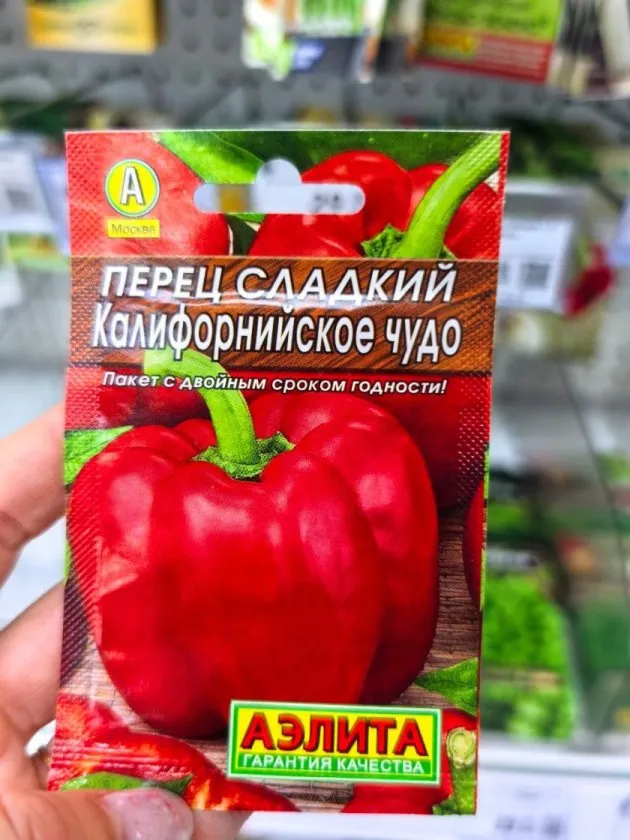 А
Москва
ПЕРЕЦ СЛАДКИЙ
Калифорнийское чудо
Пакет с двойным сроком годности!
АЭЛИТА
ГАРАНТИЯ КАЧЕСТВА